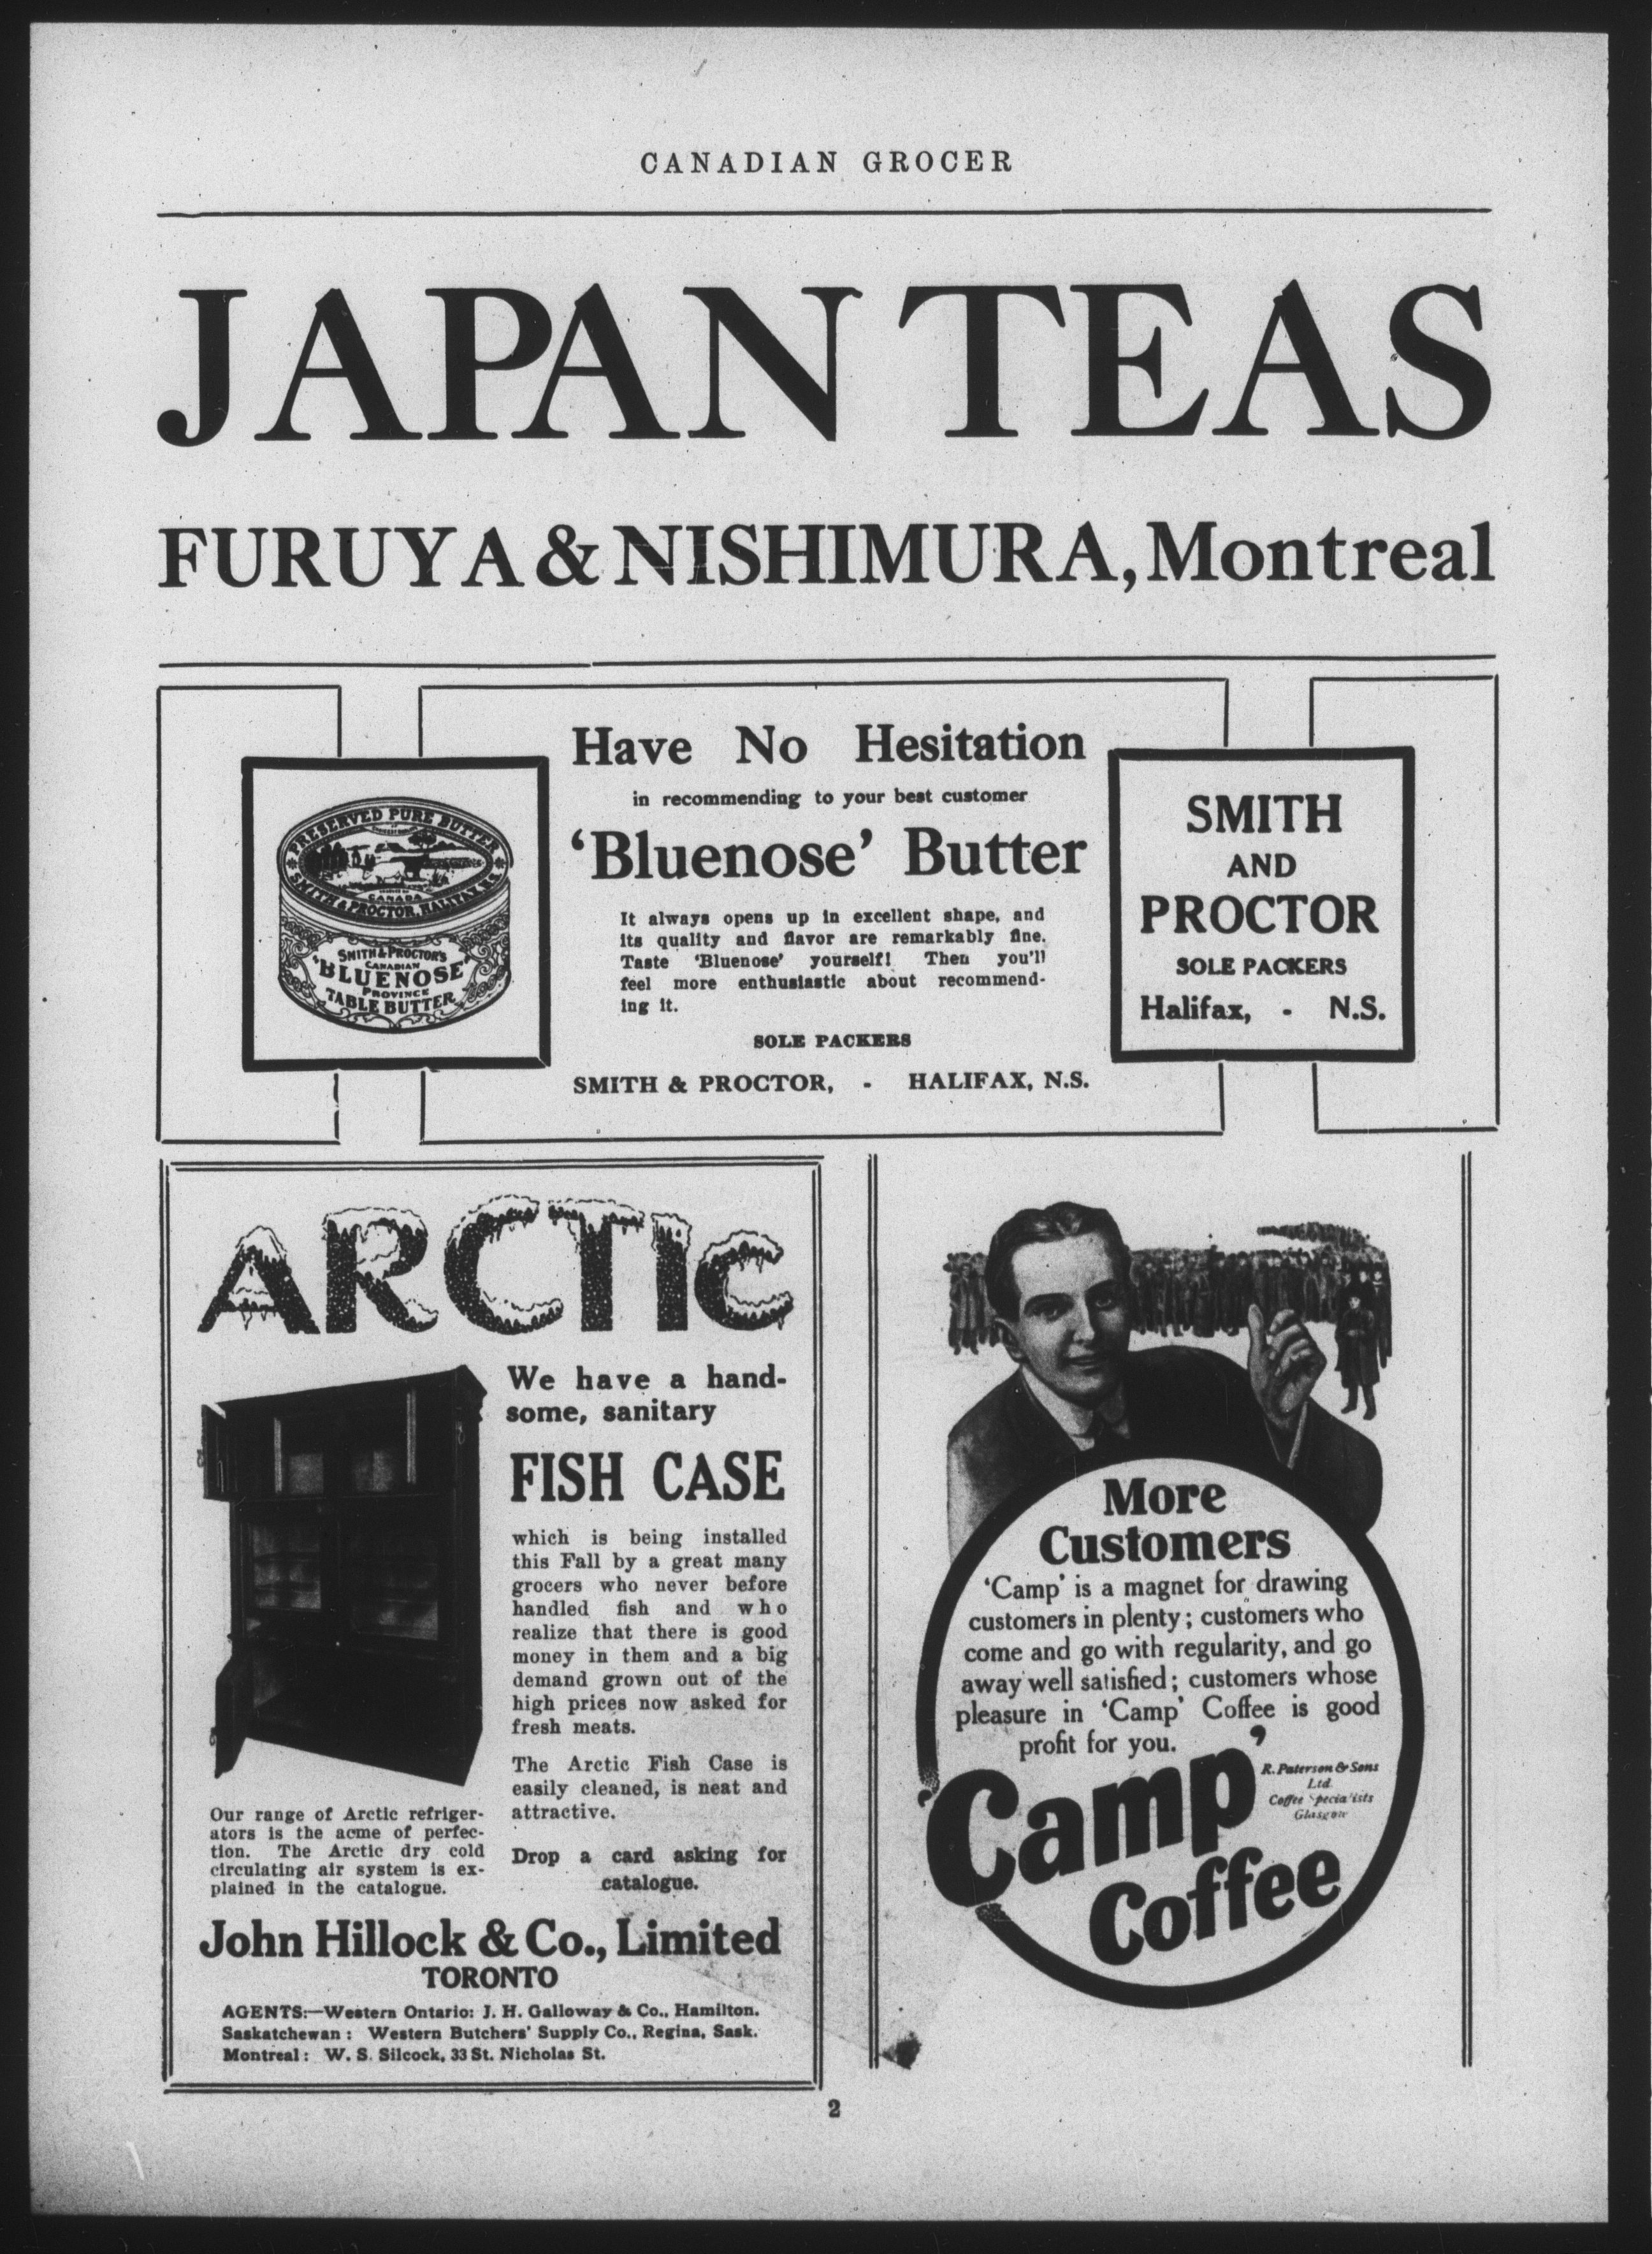 CANADIAN GROCER
JAPAN TEAS
FURUYA & NISHIMURA, Montreal
PRESERVED PURE BUTTER
CANADA
SMITH & PROCTOR, HALIFAX N.S.
SMITH & PROCTOR'S
CANADIAN
"BLUENOSE"
PROVINCE
TABLE BUTTER
Have No Hesitation
in recommending to your best customer
‘Bluenose’ Butter
It always opens up in excellent shape, and
its quality and flavor are remarkably fine.
Taste ‘Bluenose’ yourself! Then you'll
feel more enthusiastic about recommend-
ing it.
SOLE PACKERS
SMITH & PROCTOR, - HALIFAX, N.S.
SMITH
AND
PROCTOR
SOLE PACKERS
Halifax, - N.S.
ARCTIC
We have a hand-
some, sanitary
FISH CASE
which is being installed
this Fall by a great many
grocers who never before
handled fish and who
realize that there is good
money in them and a big
demand grown out of the
high prices now asked for
fresh meats.
The Arctic Fish Case is
easily cleaned, is neat and
attractive.
Drop a card asking for
catalogue.
Our range of Arctic refriger-
ators is the acme of perfec-
tion. The Arctic dry cold
circulating air system is ex-
plained in the catalogue.
John Hillock & Co., Limited
TORONTO
AGENTS:—Western Ontario: J. H. Galloway & Co., Hamilton.
Saskatchewan: Western Butchers' Supply Co., Regina, Sask.
Montreal: W. S. Silcock, 33 St. Nicholas St.
More
Customers
‘Camp’ is a magnet for drawing
customers in plenty; customers who
come and go with regularity, and go
away well satisfied; customers whose
pleasure in ‘Camp’ Coffee is good
profit for you.
‘Camp’
Coffee
R. Paterson & Sons
Ltd.
Coffee Specialists
Glasgow
2